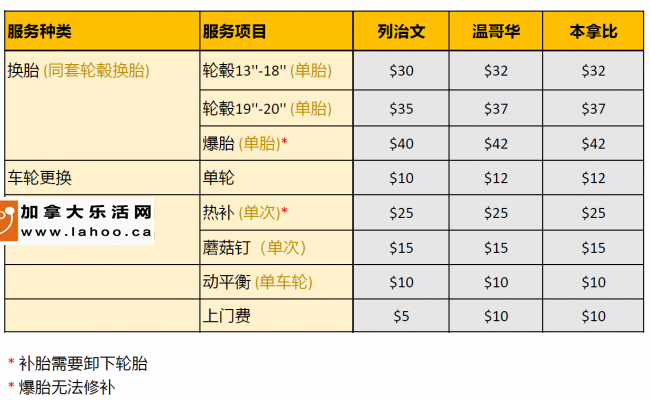 服务种类 服务项目 列治文 温哥华 本拿比
换胎 (同套轮毂换胎) 轮毂13''-18'' (单胎) $30 $32 $32
轮毂19''-20'' (单胎) $35 $37 $37
爆胎 (单胎)* $40 $42 $42
车轮更换 单轮 $10 $12 $12
热补 (单次)* $25 $25 $25
加拿大乐活网
www.lahoo.ca
蘑菇钉（单次） $15 $15 $15
动平衡 (单车轮) $10 $10 $10
上门费 $5 $10 $10
* 补胎需要卸下轮胎
* 爆胎无法修补